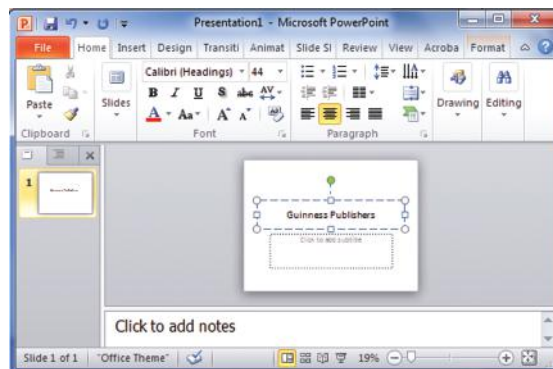 Presentation1 - Microsoft PowerPoint
File Home Insert Design Transiti Animat Slide Sl Review View Acroba Format
Calibri (Headings) 44
Paste
Slides
B I U S abc AV
A Aa A A
Drawing Editing
Clipboard Font Paragraph
1
Guinness Publishers
Click to add subtitle
Click to add notes
Slide 1 of 1 "Office Theme" 19%